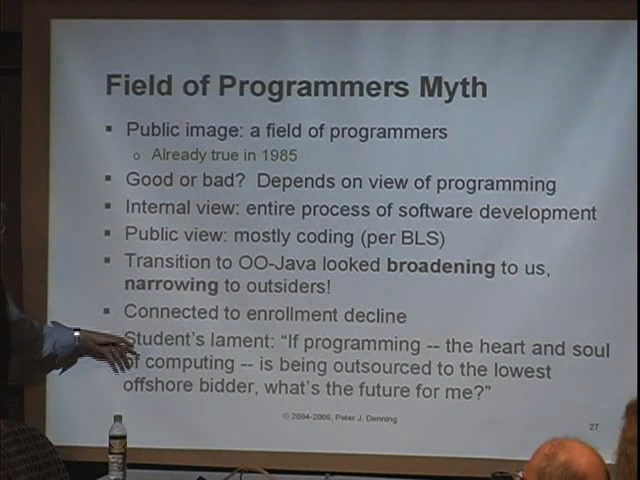 Field of Programmers Myth
▪ Public image: a field of programmers
o Already true in 1985
▪ Good or bad? Depends on view of programming
▪ Internal view: entire process of software development
▪ Public view: mostly coding (per BLS)
▪ Transition to OO-Java looked broadening to us,
narrowing to outsiders!
▪ Connected to enrollment decline
Student's lament: "If programming -- the heart and soul
of computing -- is being outsourced to the lowest
offshore bidder, what's the future for me?"
© 2004-2006, Peter J. Denning
27